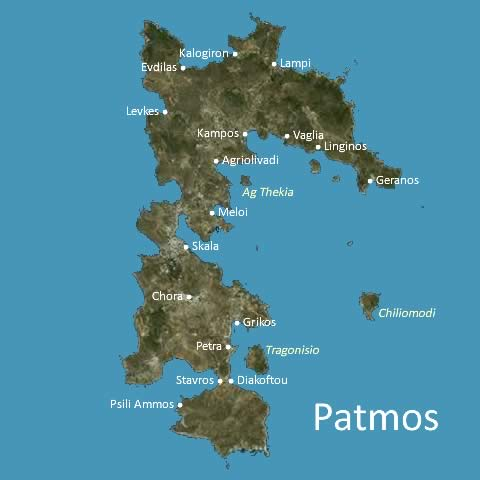 Kalogiron
Evdilas
Lampi
Levkes
Kampos
Vaglia
Linginos
Agriolivadi
Geranos
Ag Thekia
Meloi
Skala
Chora
Chiliomodi
Grikos
Petra
Tragonisio
Stavros
Diakoftou
Psili Ammos
Patmos